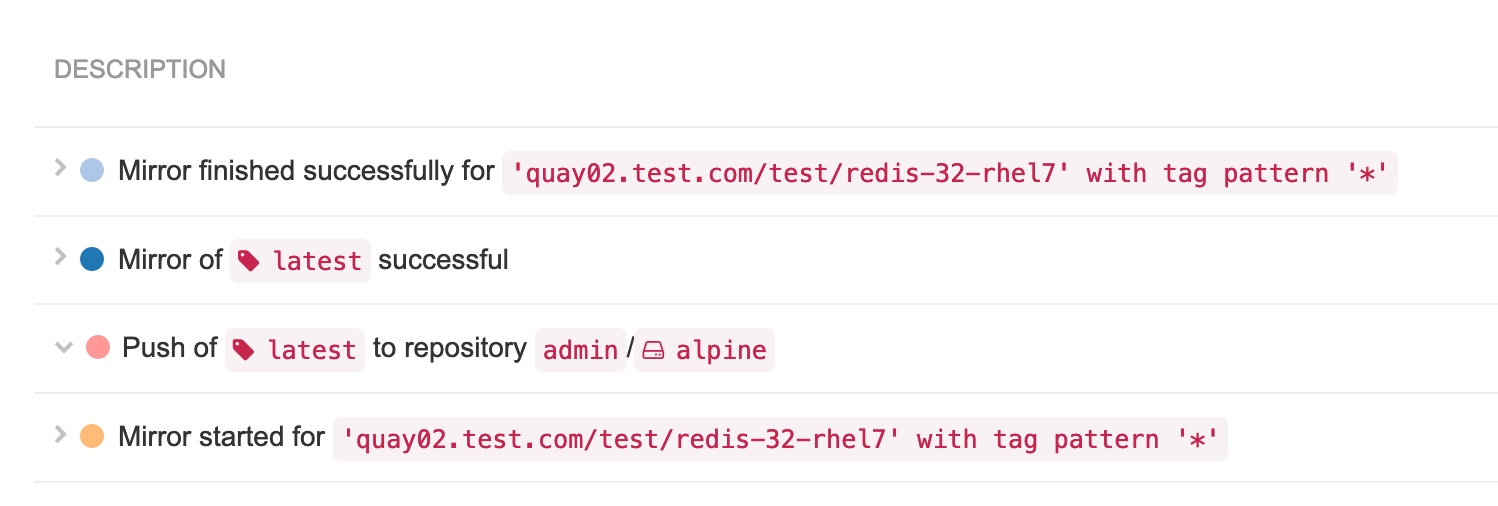 DESCRIPTION
Mirror finished successfully for 'quay02.test.com/test/redis-32-rhel7' with tag pattern '*'
Mirror of latest successful
Push of latest to repository admin/ alpine
Mirror started for 'quay02.test.com/test/redis-32-rhel7' with tag pattern '*'